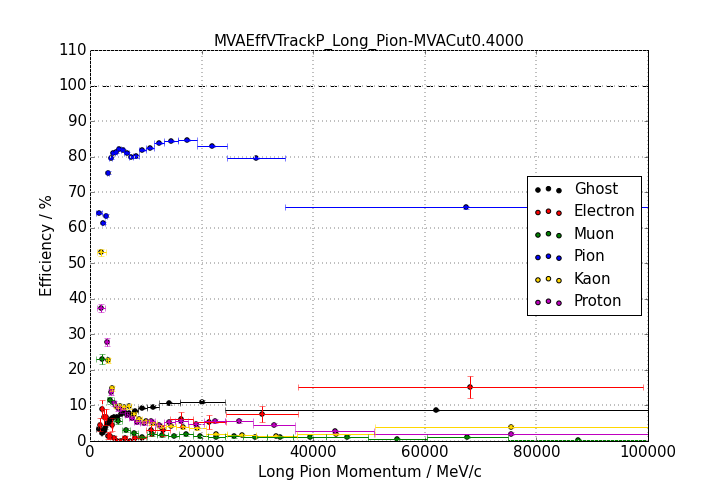 MVAEffVTrackP_Long_Pion-MVACut0.4000
110
100
90
80
70
60
50
40
30
20
10
0
Efficiency / %
Ghost
Electron
Muon
Pion
Kaon
Proton
0 20000 40000 60000 80000 100000
Long Pion Momentum / MeV/c